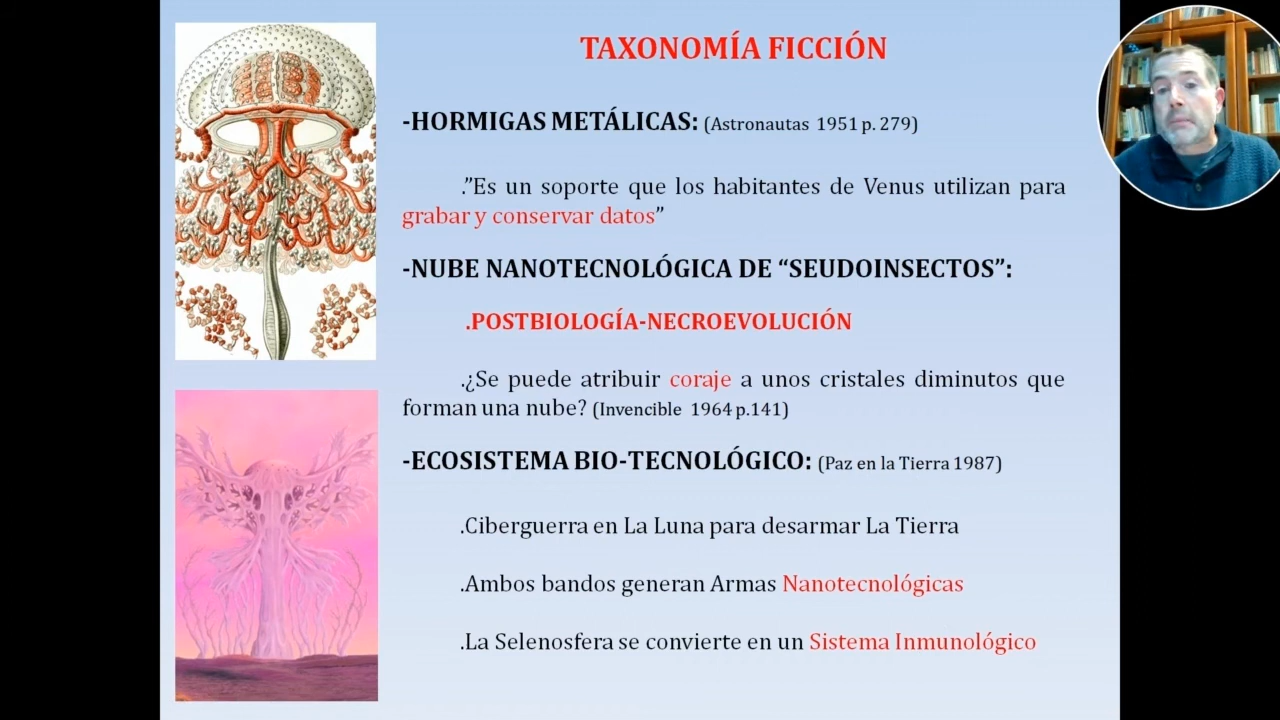 TAXONOMÍA FICCIÓN
-HORMIGAS METÁLICAS: (Astronautas 1951 p. 279)
.”Es un soporte que los habitantes de Venus utilizan para
grabar y conservar datos”
-NUBE NANOTECNOLÓGICA DE “SEUDOINSECTOS”:
.POSTBIOLOGÍA-NECROEVOLUCIÓN
.¿Se puede atribuir coraje a unos cristales diminutos que
forman una nube? (Invencible 1964 p.141)
-ECOSISTEMA BIO-TECNOLÓGICO: (Paz en la Tierra 1987)
.Ciberguerra en La Luna para desarmar La Tierra
.Ambos bandos generan Armas Nanotecnológicas
.La Selenosfera se convierte en un Sistema Inmunológico